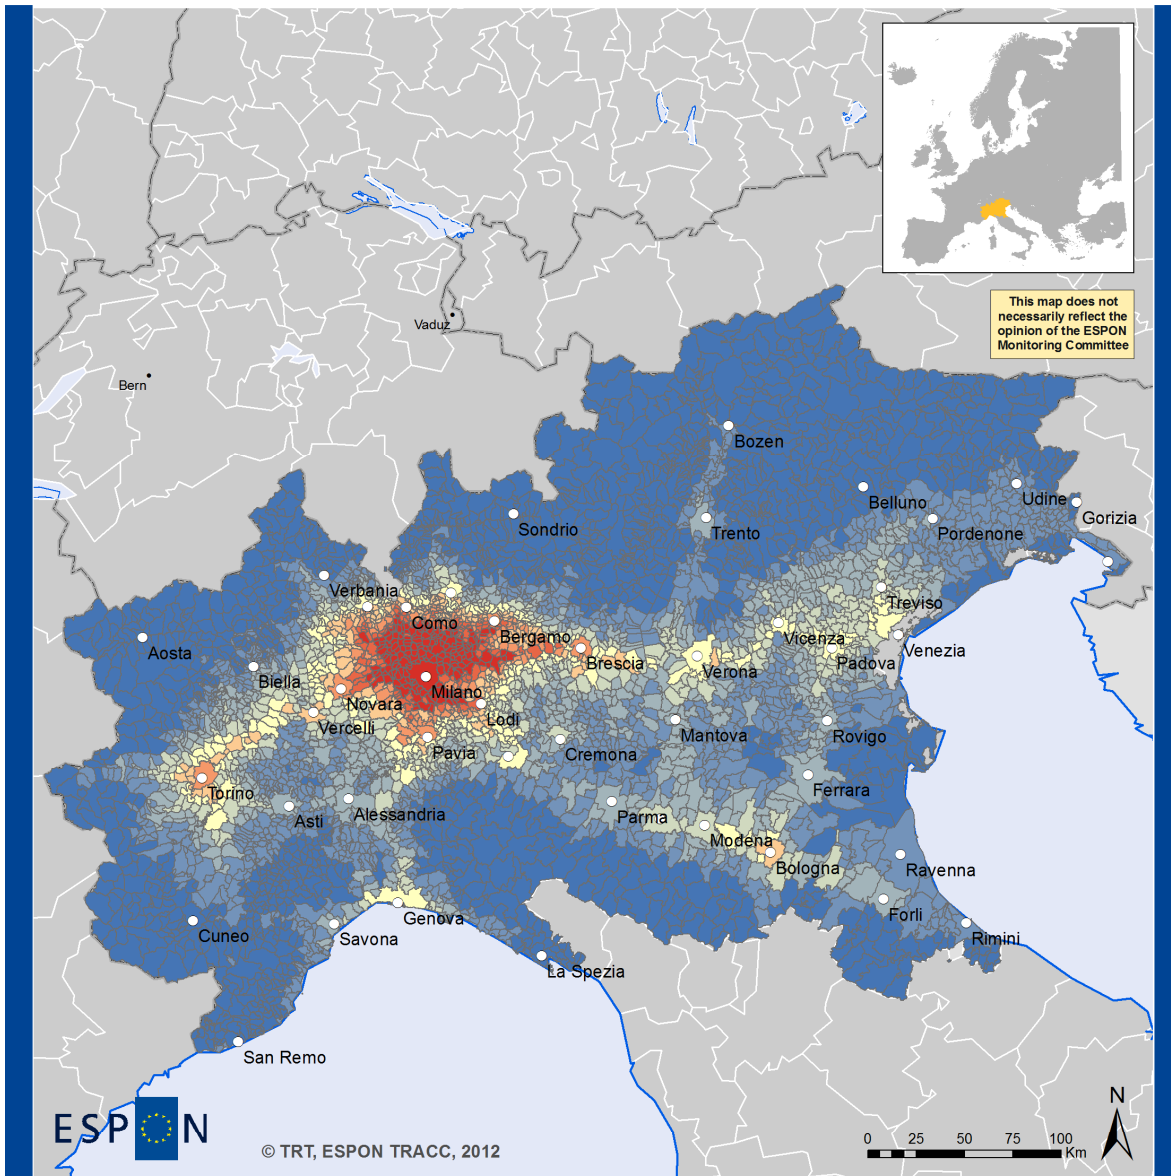 This map does not
necessarily reflect the
opinion of the ESPON
Monitoring Committee
Vaduz
Bern
Bozen
Belluno
Udine
Gorizia
Sondrio
Trento
Pordenone
Verbania
Treviso
Como
Bergamo
Vicenza
Aosta
Venezia
Brescia
Verona
Padova
Biella
Milano
Novara
Lodi
Vercelli
Mantova
Rovigo
Pavia
Cremona
Torino
Ferrara
Asti
Alessandria
Parma
Modena
Bologna
Ravenna
Forli
Genova
Cuneo
Savona
Rimini
La Spezia
San Remo
N
ESPON
© TRT, ESPON TRACC, 2012
0 25 50 75 100
Km